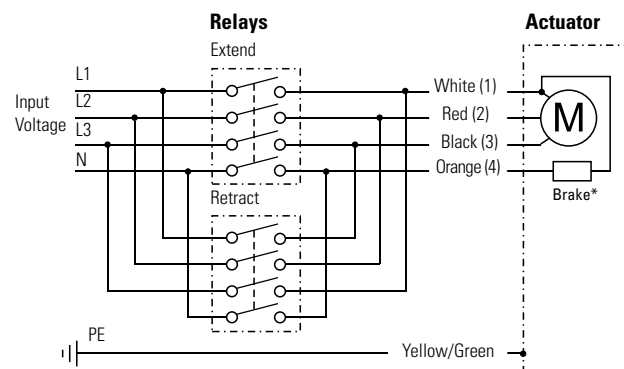 Relays
Actuator
Extend
L1
White (1)
Input
Voltage
L2
Red (2)
M
L3
Black (3)
N
Orange (4)
Brake*
Retract
PE
Yellow/Green